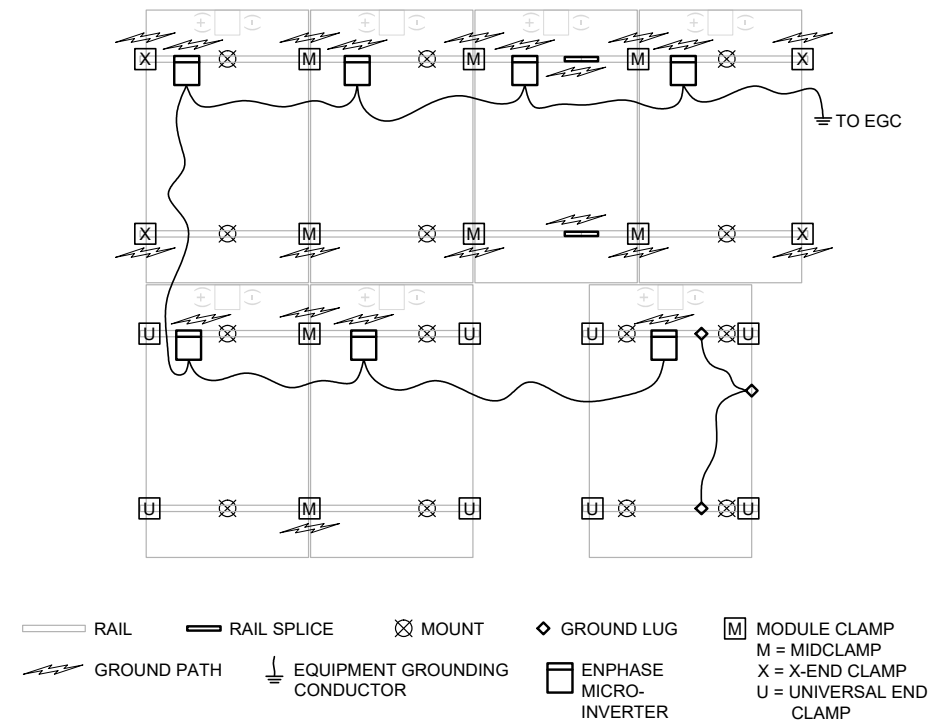 (+) (-) (+) (-) (+) (-) (+) (-)
X M M M X
TO EGC
X M M M X
(+) (-) (+) (-) (+) (-)
U M U U U
U M U U U
RAIL
RAIL SPLICE
MOUNT
GROUND LUG
M MODULE CLAMP
M = MIDCLAMP
X = X-END CLAMP
U = UNIVERSAL END
CLAMP
GROUND PATH
EQUIPMENT GROUNDING
CONDUCTOR
ENPHASE
MICRO-
INVERTER